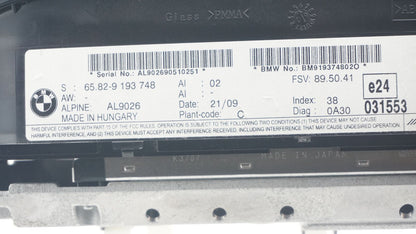 Glass >PMMA<
* Serial No.: AL902690510251 *
* BMW No.: BM9193748020 *
S : 65.82-9 193 748 AI : 02 FSV: 89.50.41
AW: - AI : -
ALPINE: AL9026 Date : 21/09 Index: 38
MADE IN HUNGARY Plant-code: C Diag : 0A30
e24
031553
BMW
THIS DEVICE COMPLIES WITH PART 15 OF THE FCC RULES. OPERATION IS SUBJECT TO THE FOLLOWING TWO CONDITIONS: (1) THIS DEVICE MAY NOT
CAUSE HARMFUL INTERFERENCE, AND (2) THIS DEVICE MUST ACCEPT ANY INTERFERENCE RECEIVED, INCLUDING INTERFERENCE THAT MAY CAUSE UNDESIRED OPERATION.
MADE IN JAPAN